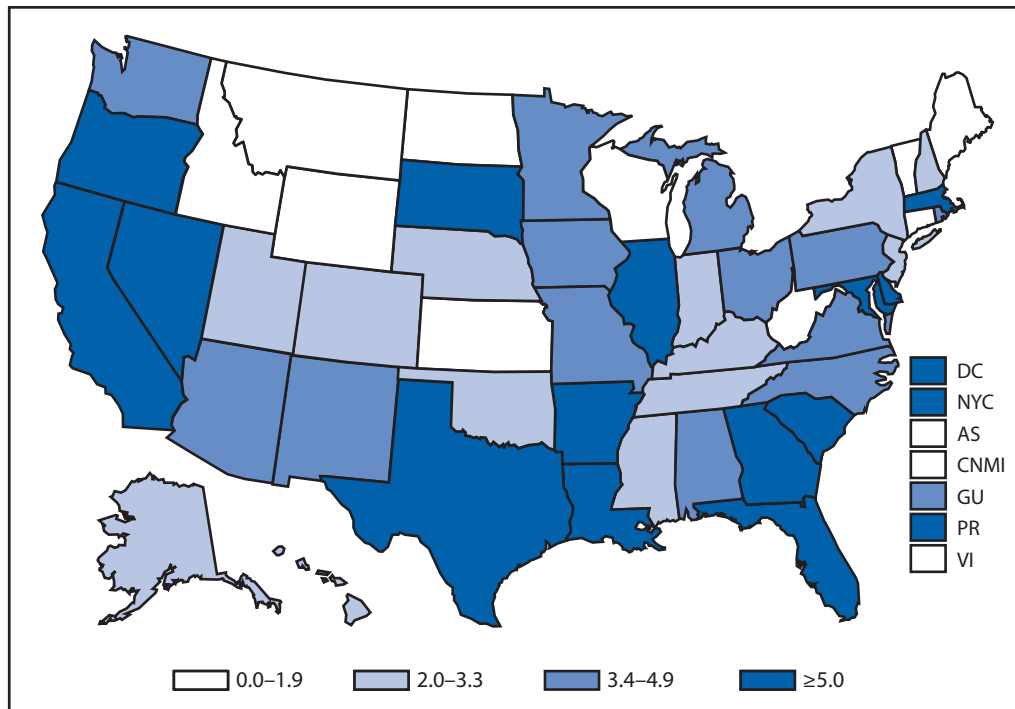 DC
NYC
AS
CNMI
GU
PR
VI
0.0–1.9 2.0–3.3 3.4–4.9 ≥5.0